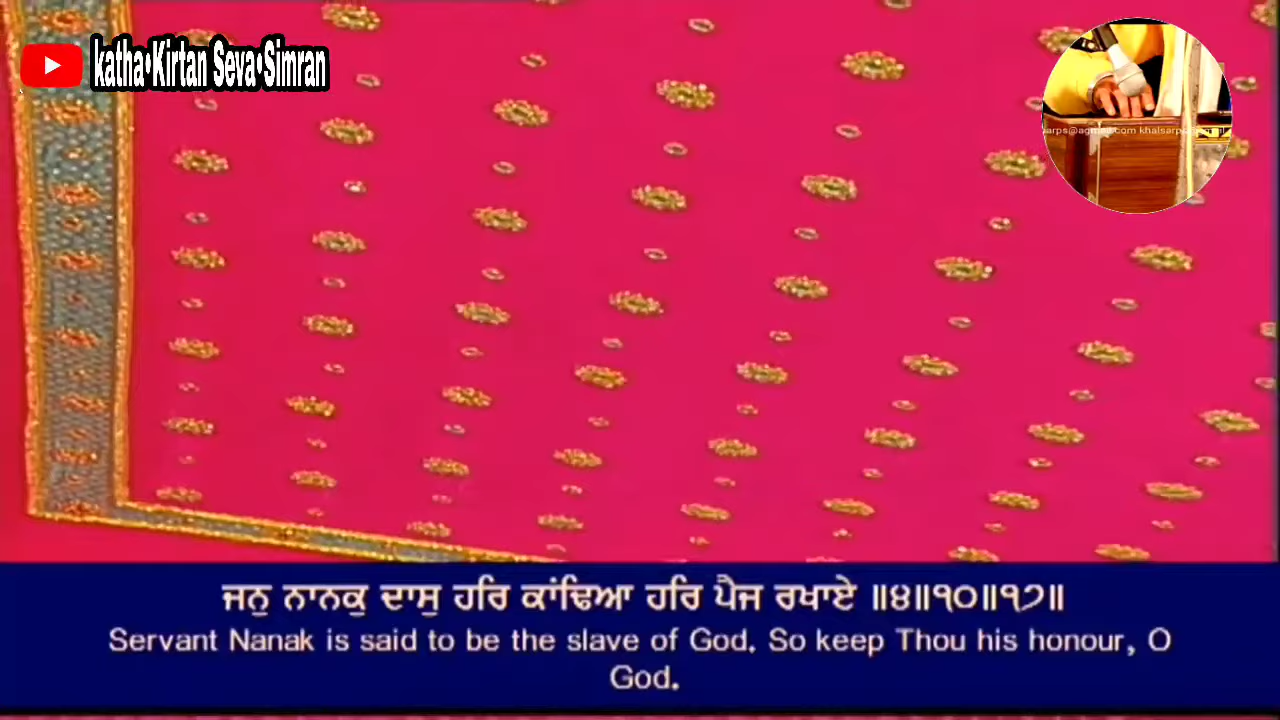 katha•Kirtan Seva•Simran
ਜਨੁ ਨਾਨਕੁ ਦਾਸੁ ਹਰਿ ਕਾਂਢਿਆ ਹਰਿ ਪੈਜ ਰਖਾਏ ॥੪॥੧੦॥੧੭॥
Servant Nanak is said to be the slave of God. So keep Thou his honour, O
God.